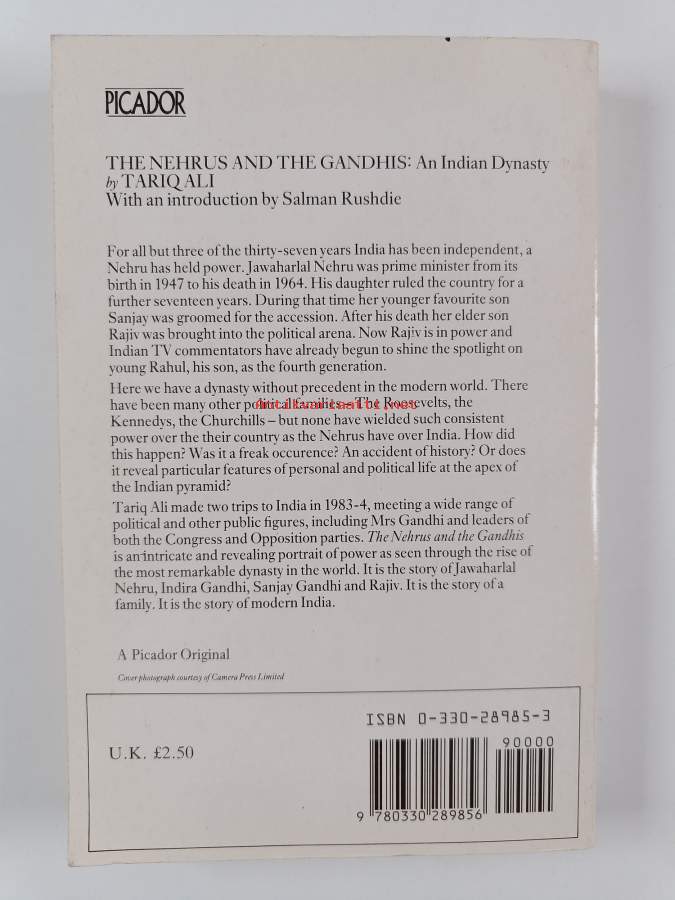 PICADOR
THE NEHRUS AND THE GANDHIS: An Indian Dynasty
by TARIQ ALI
With an introduction by Salman Rushdie
For all but three of the thirty-seven years India has been independent, a
Nehru has held power. Jawaharlal Nehru was prime minister from its
birth in 1947 to his death in 1964. His daughter ruled the country for a
further seventeen years. During that time her younger favourite son
Sanjay was groomed for the accession. After his death her elder son
Rajiv was brought into the political arena. Now Rajiv is in power and
Indian TV commentators have already begun to shine the spotlight on
young Rahul, his son, as the fourth generation.
Here we have a dynasty without precedent in the modern world. There
have been many other political families – The Roosevelts, the
Kennedys, the Churchills – but none have wielded such consistent
power over the their country as the Nehrus have over India. How did
this happen? Was it a freak occurence? An accident of history? Or does
it reveal particular features of personal and political life at the apex of
the Indian pyramid?
Tariq Ali made two trips to India in 1983-4, meeting a wide range of
political and other public figures, including Mrs Gandhi and leaders of
both the Congress and Opposition parties. The Nehrus and the Gandhis
is an intricate and revealing portrait of power as seen through the rise of
the most remarkable dynasty in the world. It is the story of Jawaharlal
Nehru, Indira Gandhi, Sanjay Gandhi and Rajiv. It is the story of a
family. It is the story of modern India.
A Picador Original
Cover photograph courtesy of Camera Press Limited
U.K. £2.50
ISBN 0-330-28985-3
90000
9 780330 289856